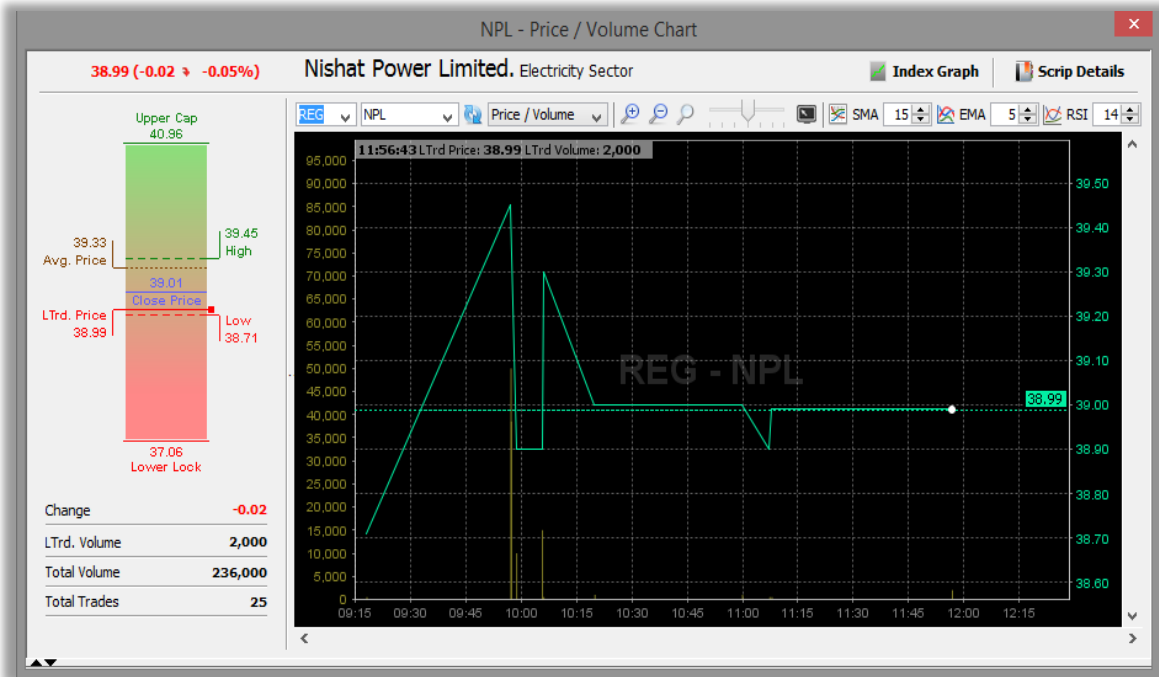 NPL - Price / Volume Chart
38.99 (-0.02 -0.05%)
Nishat Power Limited. Electricity Sector
Index Graph
Scrip Details
REG
NPL
Price / Volume
SMA 15
EMA 5
RSI 14
Upper Cap
40.96
39.33
Avg. Price
39.45
High
39.01
Close Price
LTrd. Price
38.99
Low
38.71
37.06
Lower Lock
Change -0.02
LTrd. Volume 2,000
Total Volume 236,000
Total Trades 25
11:56:43 LTrd Price: 38.99 LTrd Volume: 2,000
95,000
90,000
85,000
80,000
75,000
70,000
65,000
60,000
55,000
50,000
45,000
40,000
35,000
30,000
25,000
20,000
15,000
10,000
5,000
0
REG - NPL
39.50
39.40
39.30
39.20
39.10
38.99
39.00
38.90
38.80
38.70
38.60
09:15 09:30 09:45 10:00 10:15 10:30 10:45 11:00 11:15 11:30 11:45 12:00 12:15